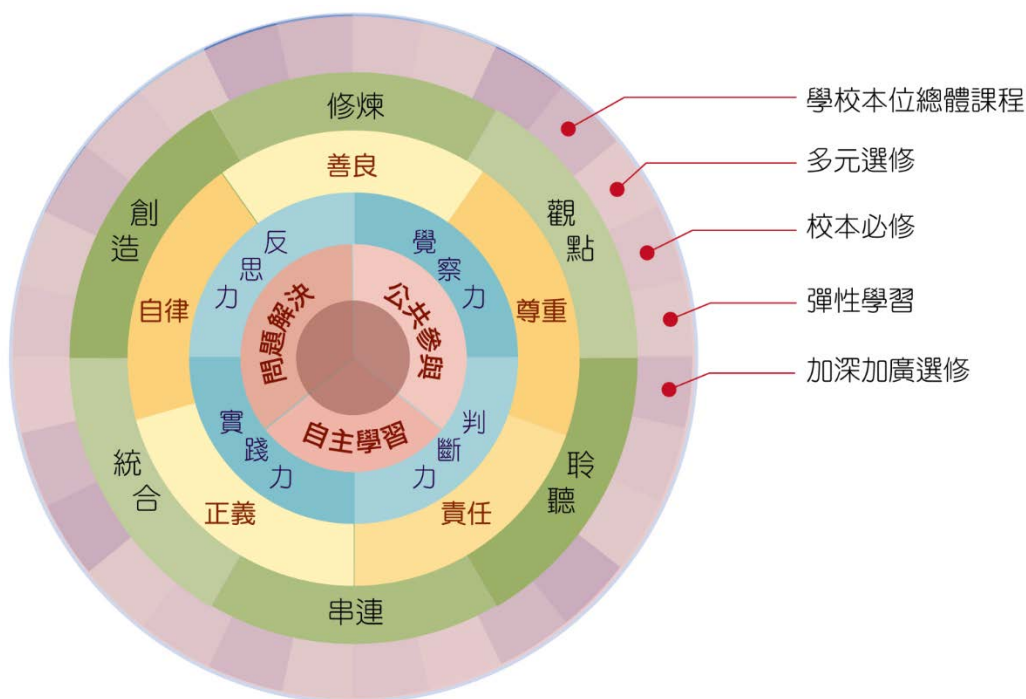 修煉
觀點
聆聽
串連
統合
創造
善良
尊重
責任
正義
自律
覺察力
判斷力
實踐力
反思力
公共參與
自主學習
問題解決
學校本位總體課程
多元選修
校本必修
彈性學習
加深加廣選修